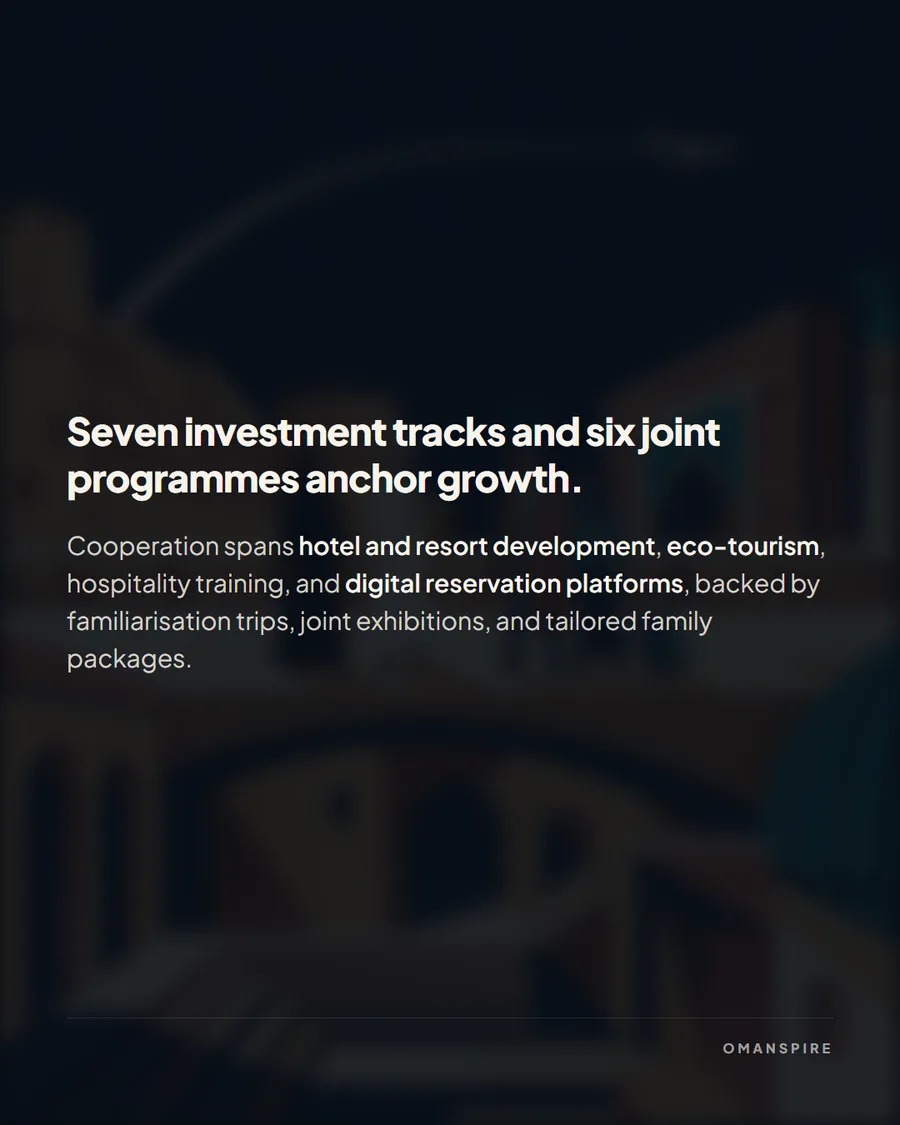 Seven investment tracks and six joint
programmes anchor growth.
Cooperation spans hotel and resort development, eco-tourism,
hospitality training, and digital reservation platforms, backed by
familiarisation trips, joint exhibitions, and tailored family
packages.
OMANSPIRE